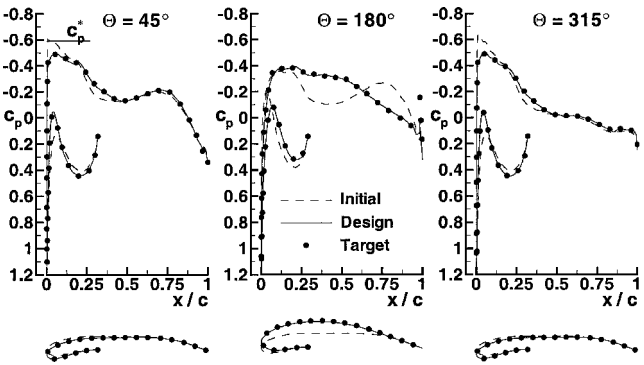 Θ = 45° Θ = 180° Θ = 315°
-0.8 -0.8 -0.8
c*p
-0.6 -0.6 -0.6
-0.4 -0.4 -0.4
-0.2 -0.2 -0.2
cp 0 cp 0 cp 0
0.2 0.2 0.2
0.4 0.4 0.4
0.6 0.6 Initial 0.6
0.8 0.8 Design 0.8
1 1 Target 1
1.2 1.2 1.2
0 0.25 0.5 0.75 1 0 0.25 0.5 0.75 1 0 0.25 0.5 0.75 1
x / c x / c x / c